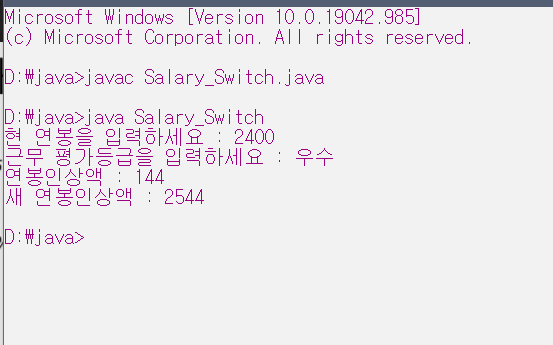 Microsoft Windows [Version 10.0.19042.985]
(c) Microsoft Corporation. All rights reserved.
D:₩java>javac Salary_Switch.java
D:₩java>java Salary_Switch
현 연봉을 입력하세요 : 2400
근무 평가등급을 입력하세요 : 우수
연봉인상액 : 144
새 연봉인상액 : 2544
D:₩java>